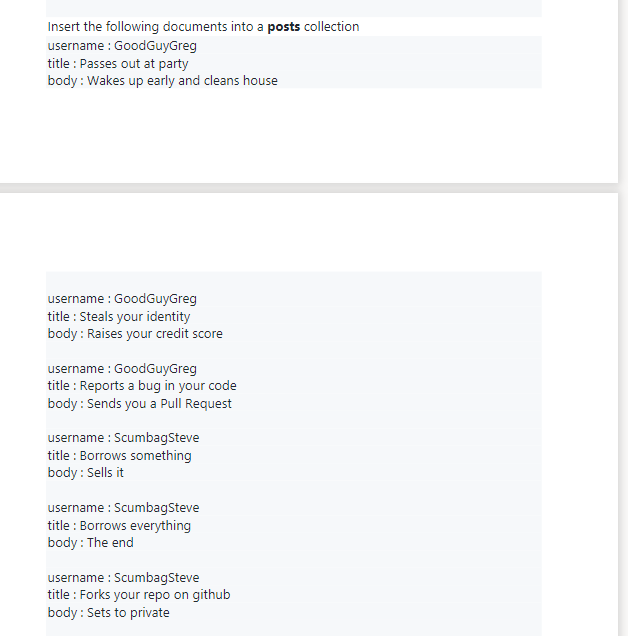 Insert the following documents into a posts collection
username : GoodGuyGreg
title : Passes out at party
body : Wakes up early and cleans house
username : GoodGuyGreg
title : Steals your identity
body : Raises your credit score
username : GoodGuyGreg
title : Reports a bug in your code
body : Sends you a Pull Request
username : ScumbagSteve
title : Borrows something
body : Sells it
username : ScumbagSteve
title : Borrows everything
body : The end
username : ScumbagSteve
title : Forks your repo on github
body : Sets to private